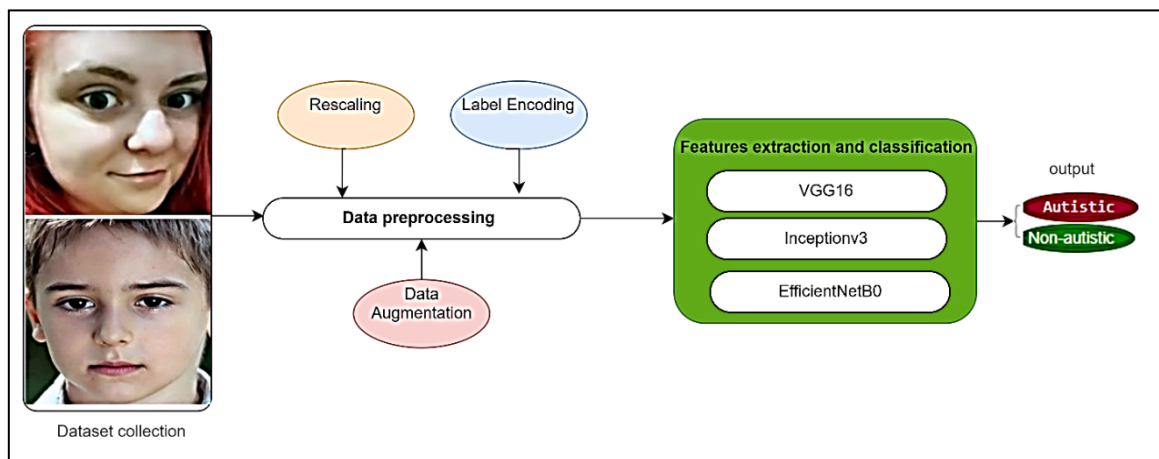 Dataset collection
Rescaling
Label Encoding
Data preprocessing
Data
Augmentation
Features extraction and classification
VGG16
Inceptionv3
EfficientNetB0
output
Autistic
Non-autistic